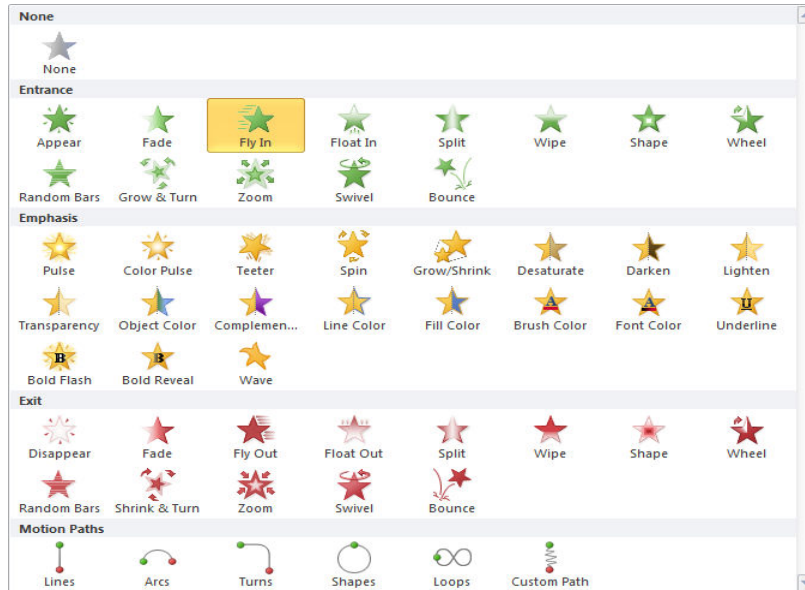 None
None
Entrance
Appear Fade Fly In Float In Split Wipe Shape Wheel
Random Bars Grow & Turn Zoom Swivel Bounce
Emphasis
Pulse Color Pulse Teeter Spin Grow/Shrink Desaturate Darken Lighten
Transparency Object Color Complemen... Line Color Fill Color Brush Color Font Color Underline
Bold Flash Bold Reveal Wave
Exit
Disappear Fade Fly Out Float Out Split Wipe Shape Wheel
Random Bars Shrink & Turn Zoom Swivel Bounce
Motion Paths
Lines Arcs Turns Shapes Loops Custom Path